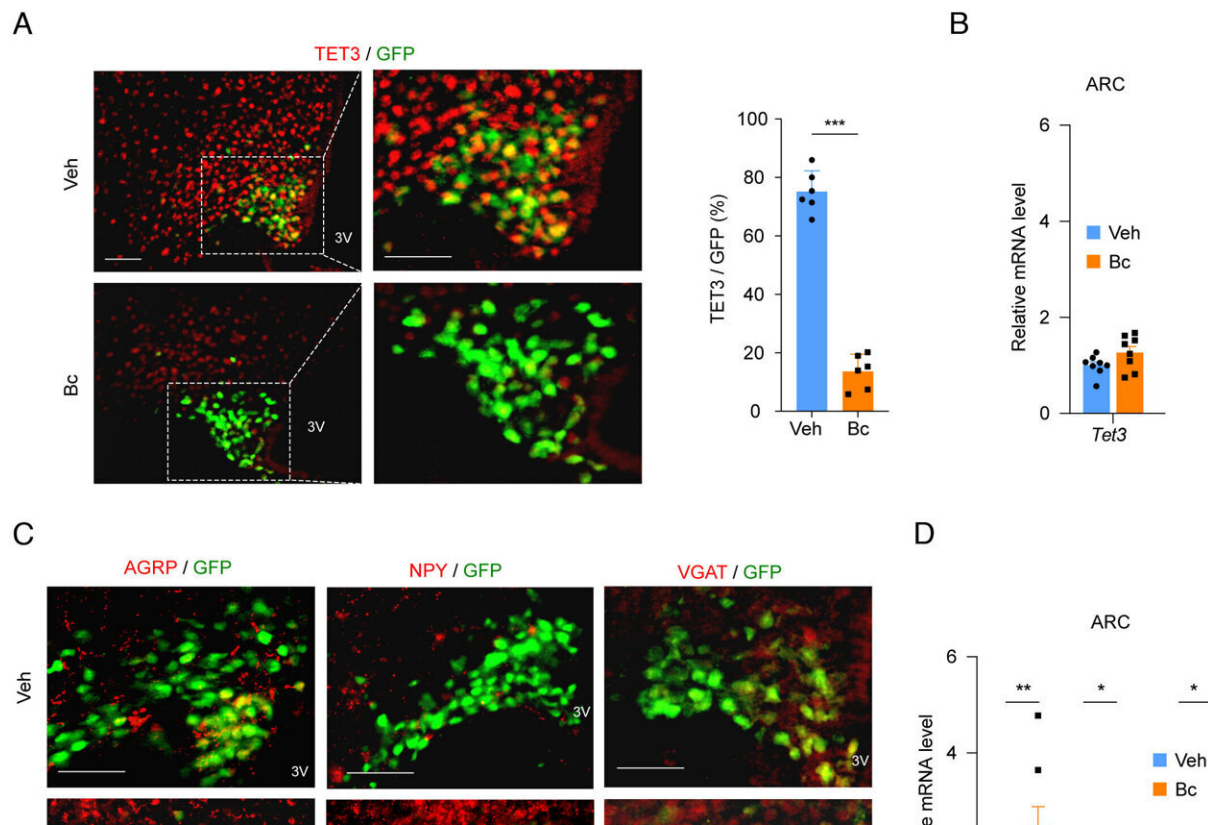 A
TET3 / GFP
Veh
3V
Bc
3V
TET3 / GFP (%)
100
80
60
40
20
0
***
Veh Bc
B
ARC
Relative mRNA level
6
4
2
0
Veh
Bc
Tet3
C
AGRP / GFP
NPY / GFP
VGAT / GFP
Veh
3V
3V
3V
D
ARC
mRNA level
6
4
**
*
*
Veh
Bc